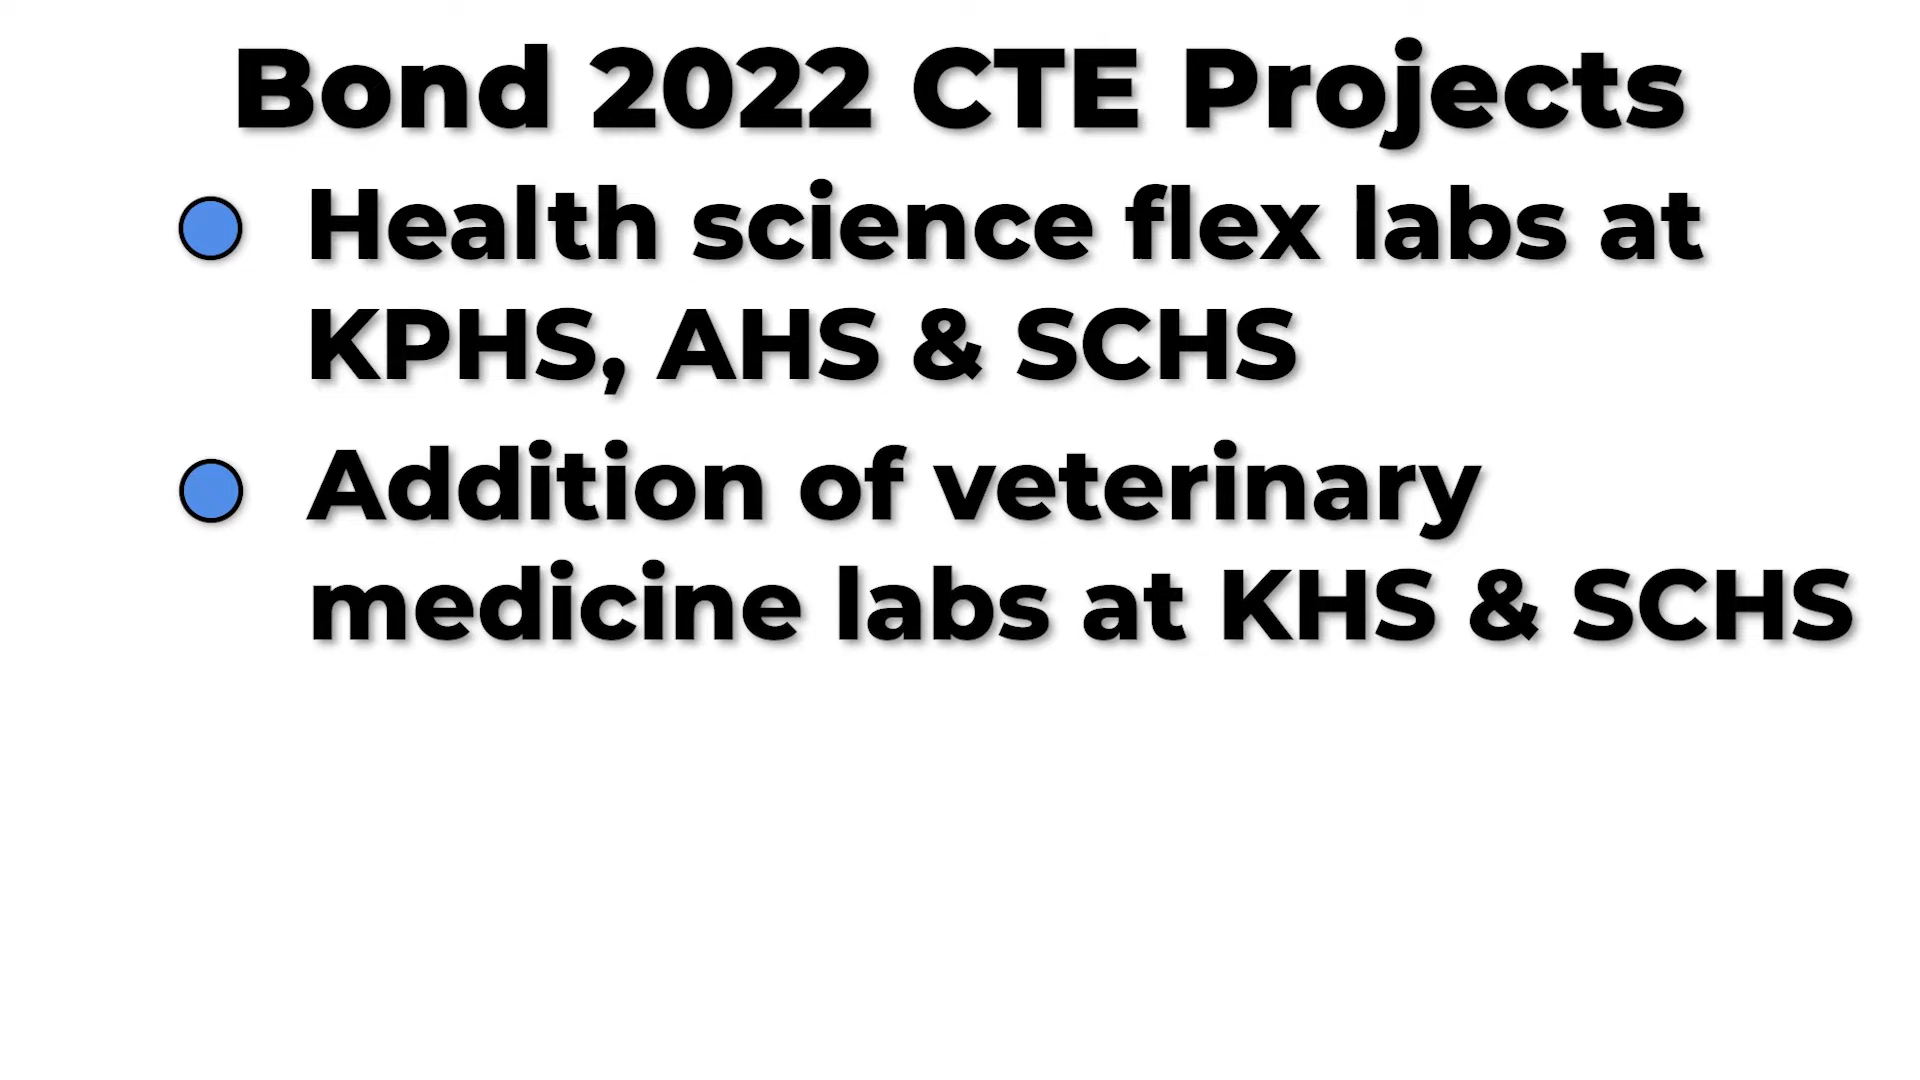 Bond 2022 CTE Projects
Health science flex labs at
KPHS, AHS & SCHS
Addition of veterinary
medicine labs at KHS & SCHS